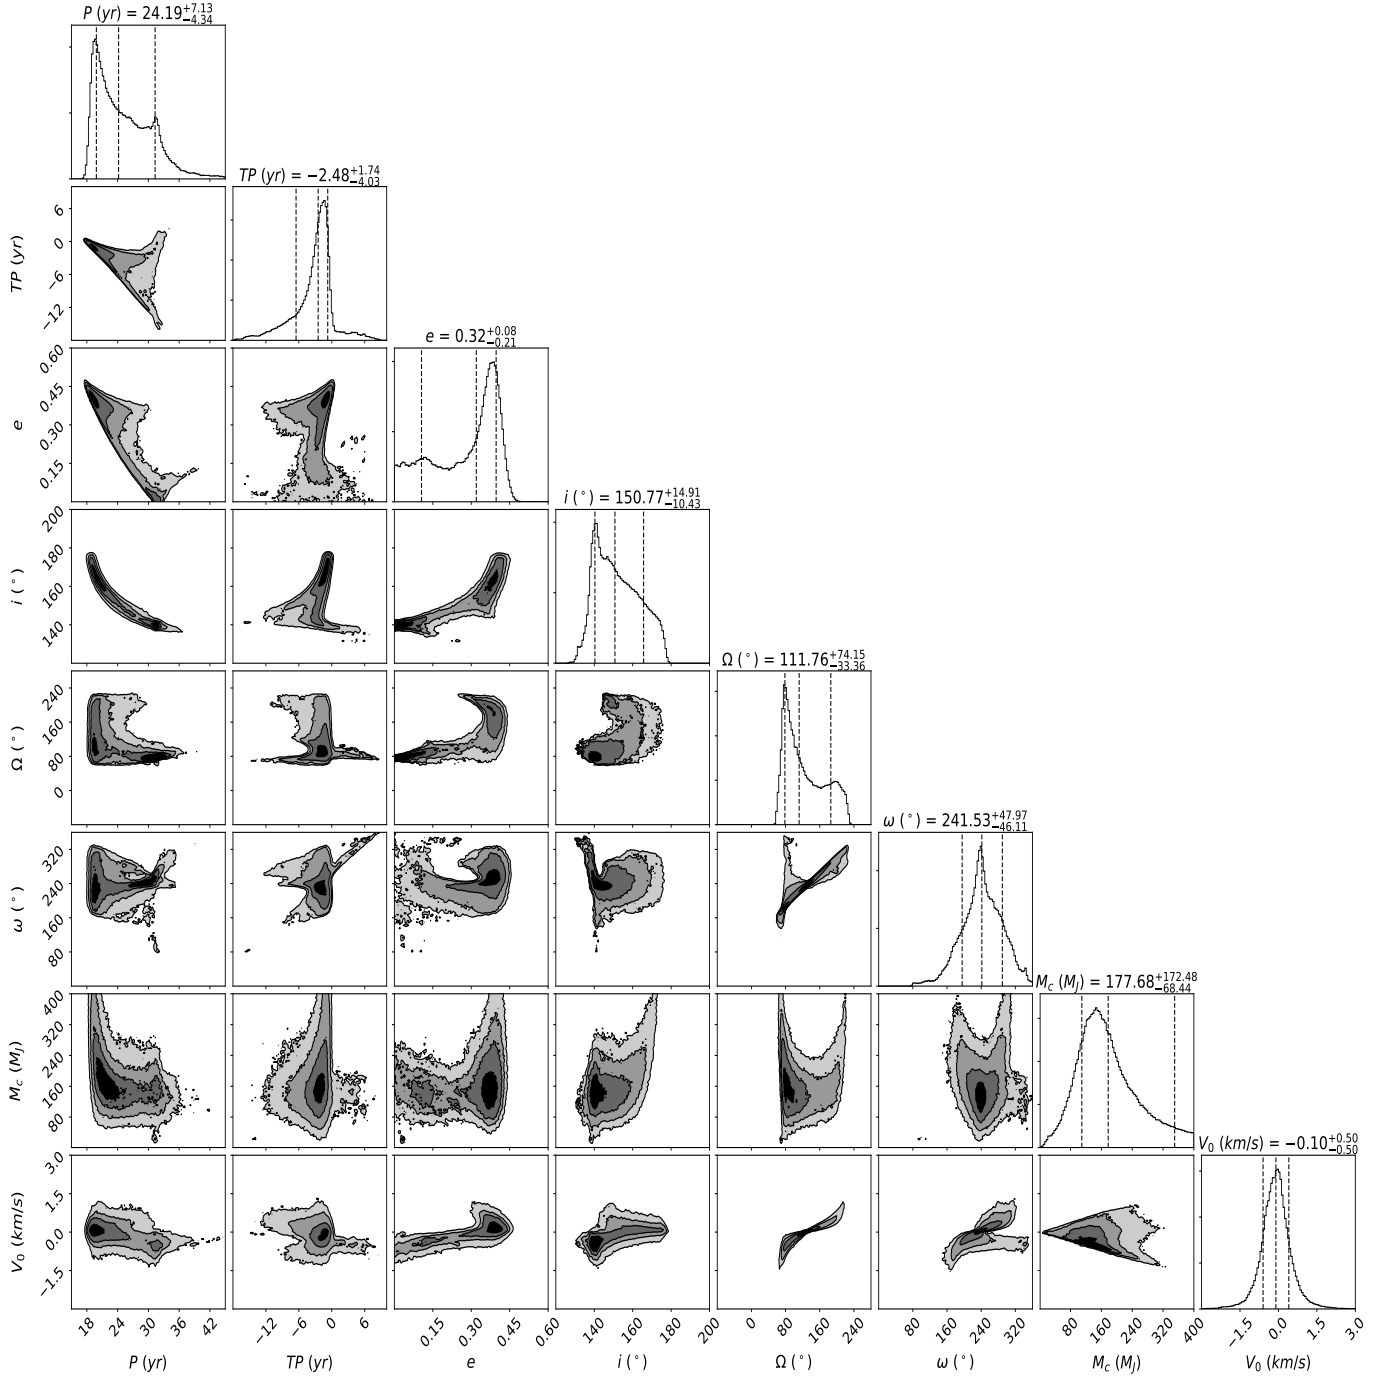 P (yr) = 24.19+7.13 −4.34
TP (yr) = −2.48+1.74 −4.03
6
0
−6
−12
TP (yr)
e = 0.32+0.08 −0.21
0.60
0.45
0.30
0.15
e
i (°) = 150.77+14.91 −10.43
200
180
160
140
i (°)
Ω (°) = 111.76+74.15 −33.36
240
160
80
0
Ω (°)
ω (°) = 241.53+47.97 −46.11
320
240
160
80
ω (°)
Mc (MJ) = 177.68+172.48 −68.44
400
320
240
160
80
Mc (MJ)
V0 (km/s) = −0.10+0.50 −0.50
3.0
1.5
0.0
−1.5
V0 (km/s)
18 24 30 36 42
−12 −6 0 6
0.15 0.30 0.45 0.60
140 160 180 200
0 80 160 240
80 160 240 320
80 160 240 320 400
−1.5 0.0 1.5 3.0
P (yr) TP (yr) e i (°) Ω (°) ω (°) Mc (MJ) V0 (km/s)